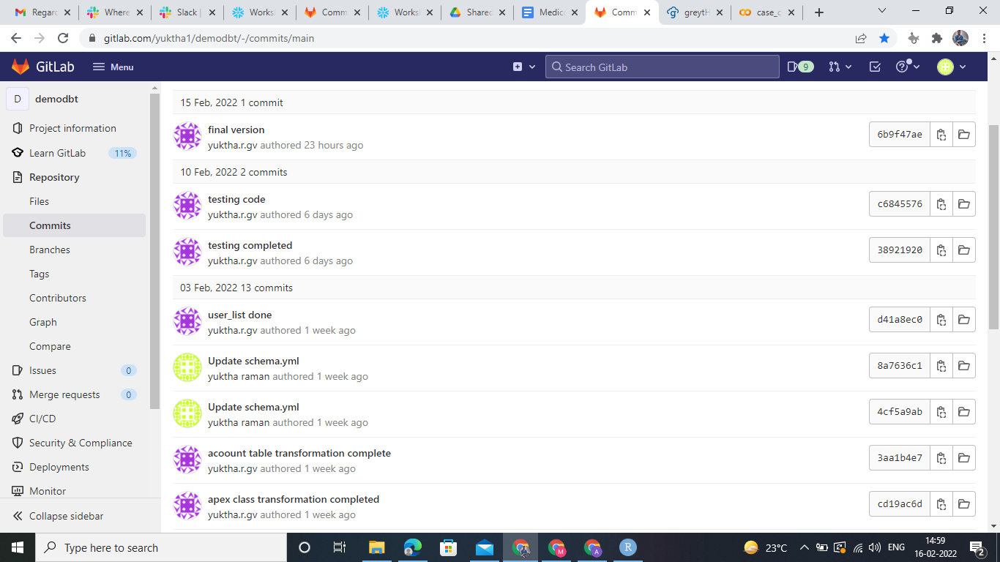 Regard
Where
Slack |
Works
Comm
Works
Shared
Medic
Comm
greytH
case_c
gitlab.com/yuktha1/demodbt/-/commits/main
GitLab
Menu
Search GitLab
9
D
demodbt
Project information
Learn GitLab 11%
Repository
Files
Commits
Branches
Tags
Contributors
Graph
Compare
Issues 0
Merge requests 0
CI/CD
Security & Compliance
Deployments
Monitor
Collapse sidebar
15 Feb, 2022 1 commit
final version
yuktha.r.gv authored 23 hours ago
6b9f47ae
10 Feb, 2022 2 commits
testing code
yuktha.r.gv authored 6 days ago
c6845576
testing completed
yuktha.r.gv authored 6 days ago
38921920
03 Feb, 2022 13 commits
user_list done
yuktha.r.gv authored 1 week ago
d41a8ec0
Update schema.yml
yuktha raman authored 1 week ago
8a7636c1
Update schema.yml
yuktha raman authored 1 week ago
4cf5a9ab
acoount table transformation complete
yuktha.r.gv authored 1 week ago
3aa1b4e7
apex class transformation completed
yuktha.r.gv authored 1 week ago
cd19ac6d
Type here to search
M
A
R
23°C
ENG
14:59
16-02-2022
2